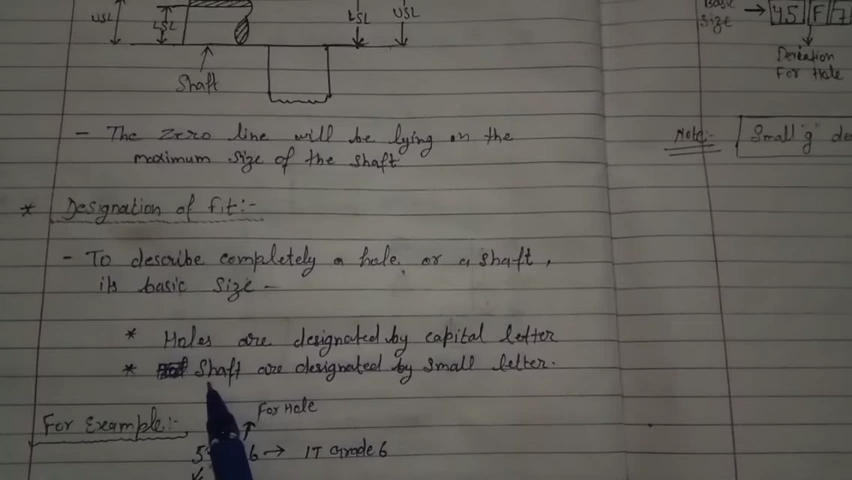 USL
LSL
LSL
USL
Shaft
- The zero line will be lying on the
maximum size of the shaft
* Designation of fit:-
- To describe completely a hole, or a shaft,
its basic size -
* Holes are designated by capital letter
* Shaft are designated by small letter.
For Example:-
For Hole
5
6 → IT Grade 6
Basic
Size → 45 F 7
Deviation
For Hole
Note:- Small "g" de